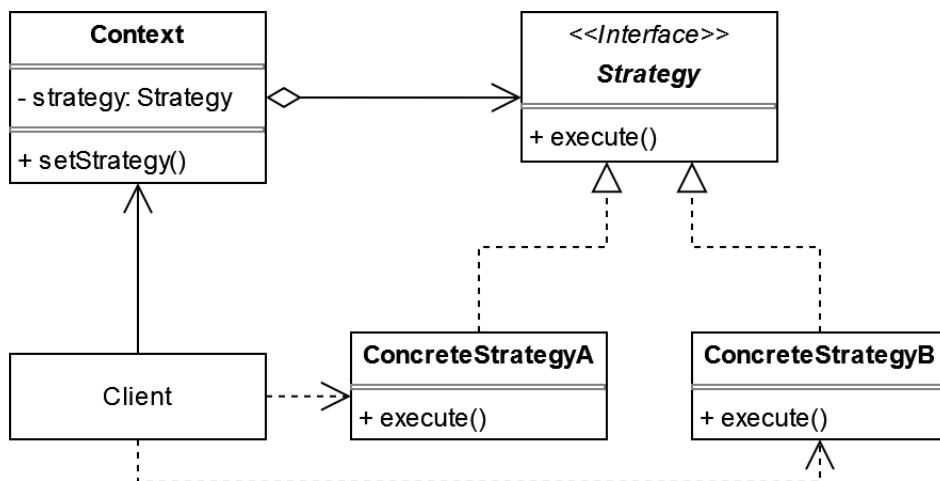 Context
- strategy: Strategy
+ setStrategy()
<<Interface>>
Strategy
+ execute()
Client
ConcreteStrategyA
+ execute()
ConcreteStrategyB
+ execute()